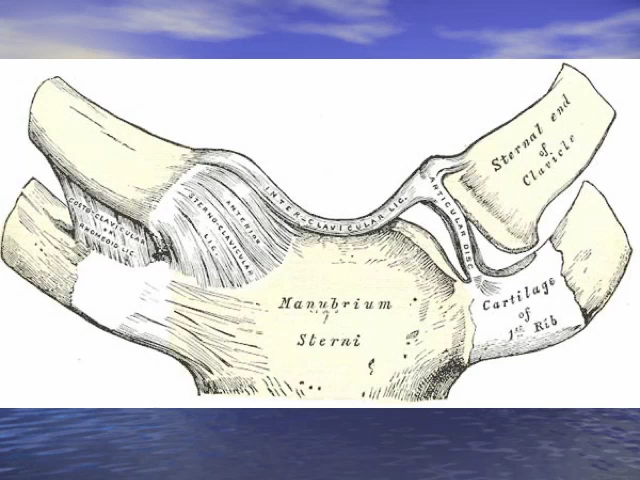 Sternal end
of
Clavicle
INTER-CLAVICULAR LIG.
ARTICULAR DISC
ANTERIOR
STERNO-CLAVICULAR
LIG.
COSTO-CLAVICULAR
RHOMBOID LIG.
Manubrium
Sterni
Cartilage
of
1st Rib